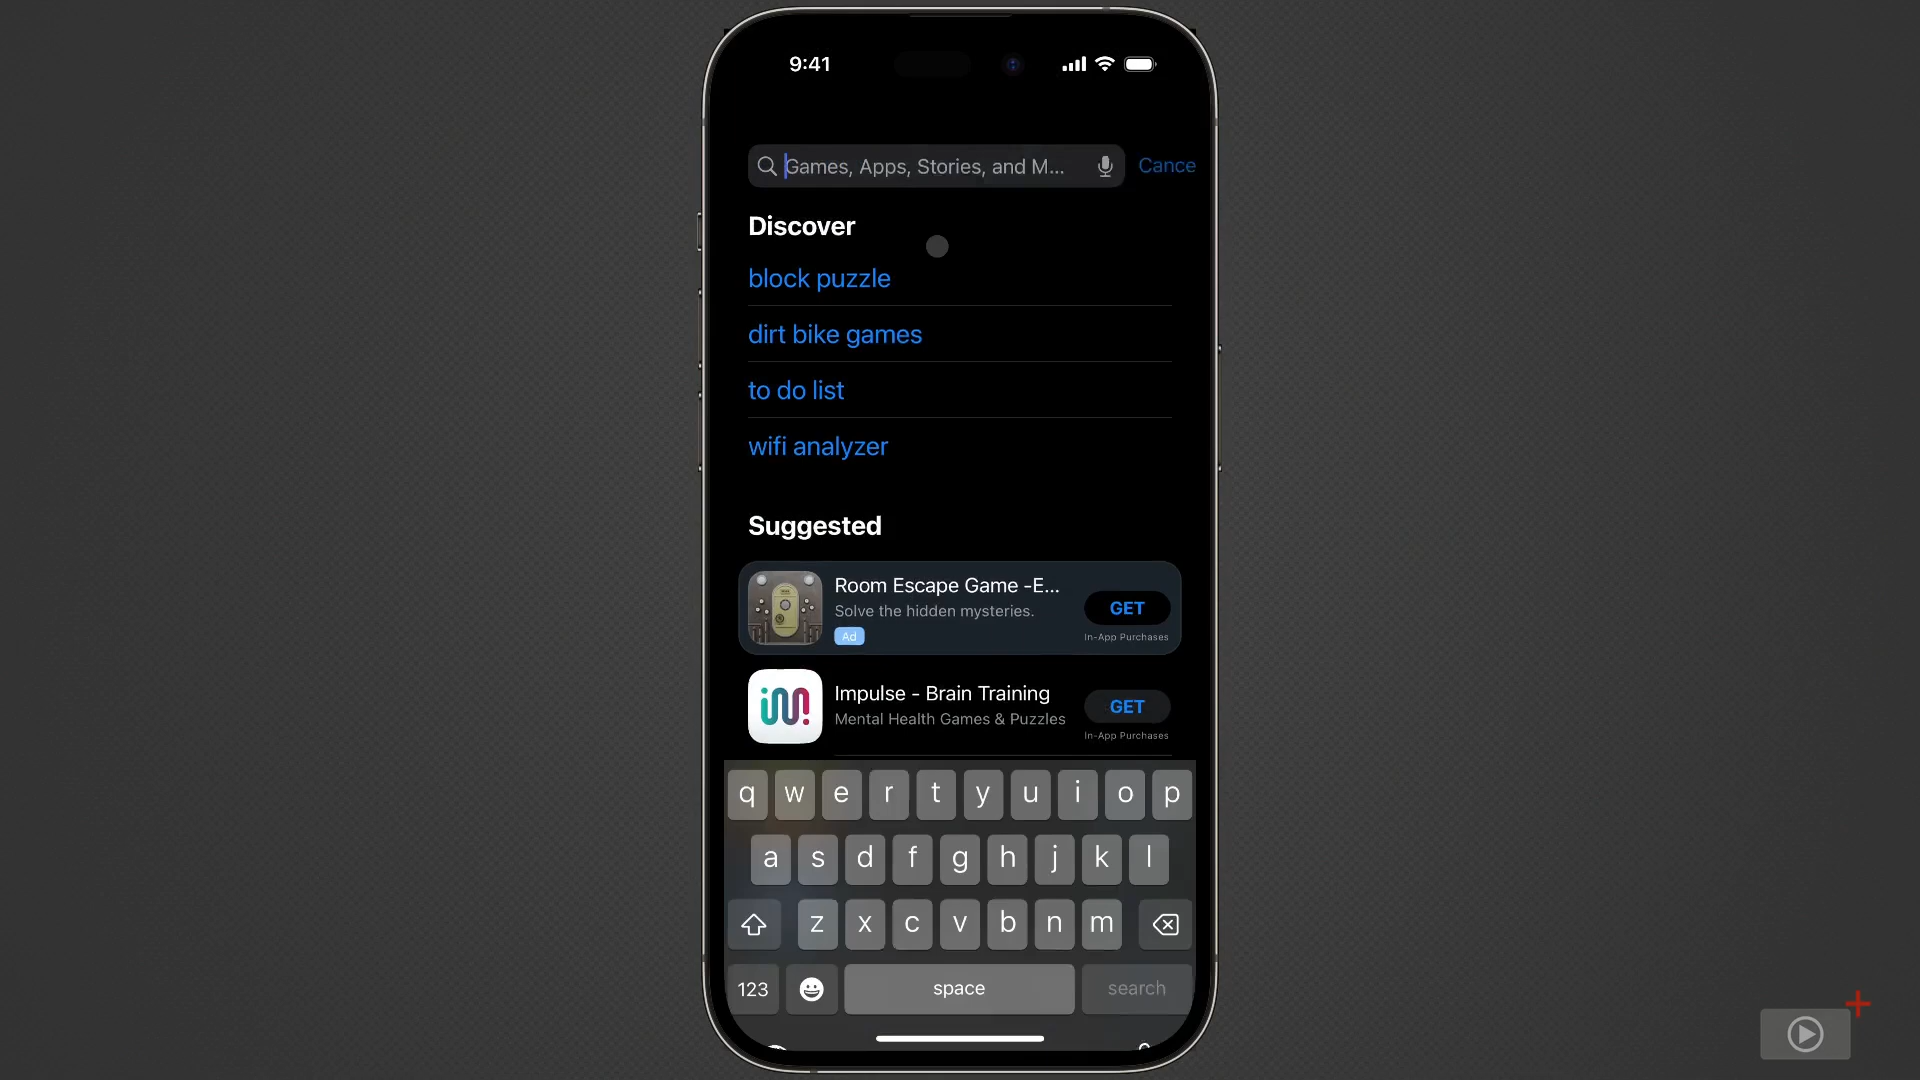 9:41
Games, Apps, Stories, and M...
Cance
Discover
block puzzle
dirt bike games
to do list
wifi analyzer
Suggested
Room Escape Game -E...
Solve the hidden mysteries.
Ad
GET
In-App Purchases
Impulse - Brain Training
Mental Health Games & Puzzles
GET
In-App Purchases
q w e r t y u i o p
a s d f g h j k l
z x c v b n m
123 space search